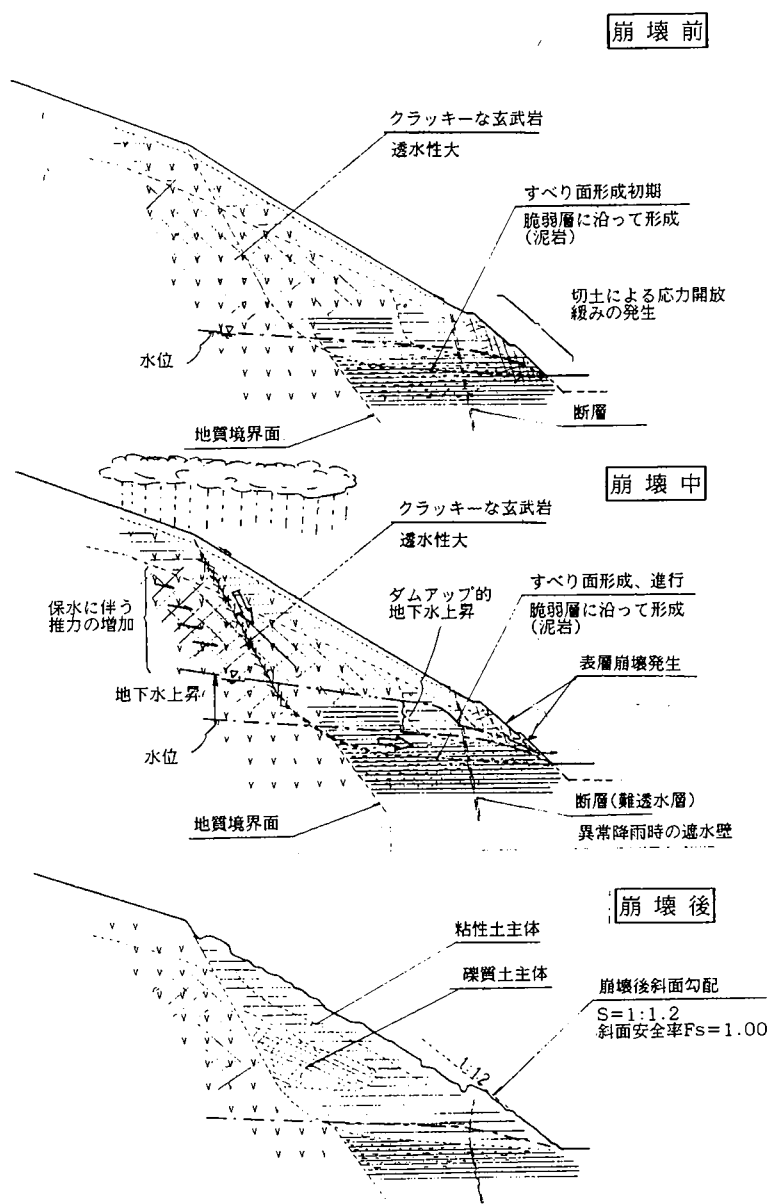 崩壊前
クラッキーな玄武岩
透水性大
すべり面形成初期
脆弱層に沿って形成
(泥岩)
切土による応力開放
緩みの発生
水位
地質境界面
断層
崩壊中
クラッキーな玄武岩
透水性大
ダムアップ的
地下水上昇
すべり面形成、進行
脆弱層に沿って形成
(泥岩)
保水に伴う
推力の増加
表層崩壊発生
地下水上昇
水位
地質境界面
断層(難透水層)
異常降雨時の遮水壁
崩壊後
粘性土主体
礫質土主体
崩壊後斜面勾配
S=1:1.2
斜面安全率Fs=1.00
1:1.2